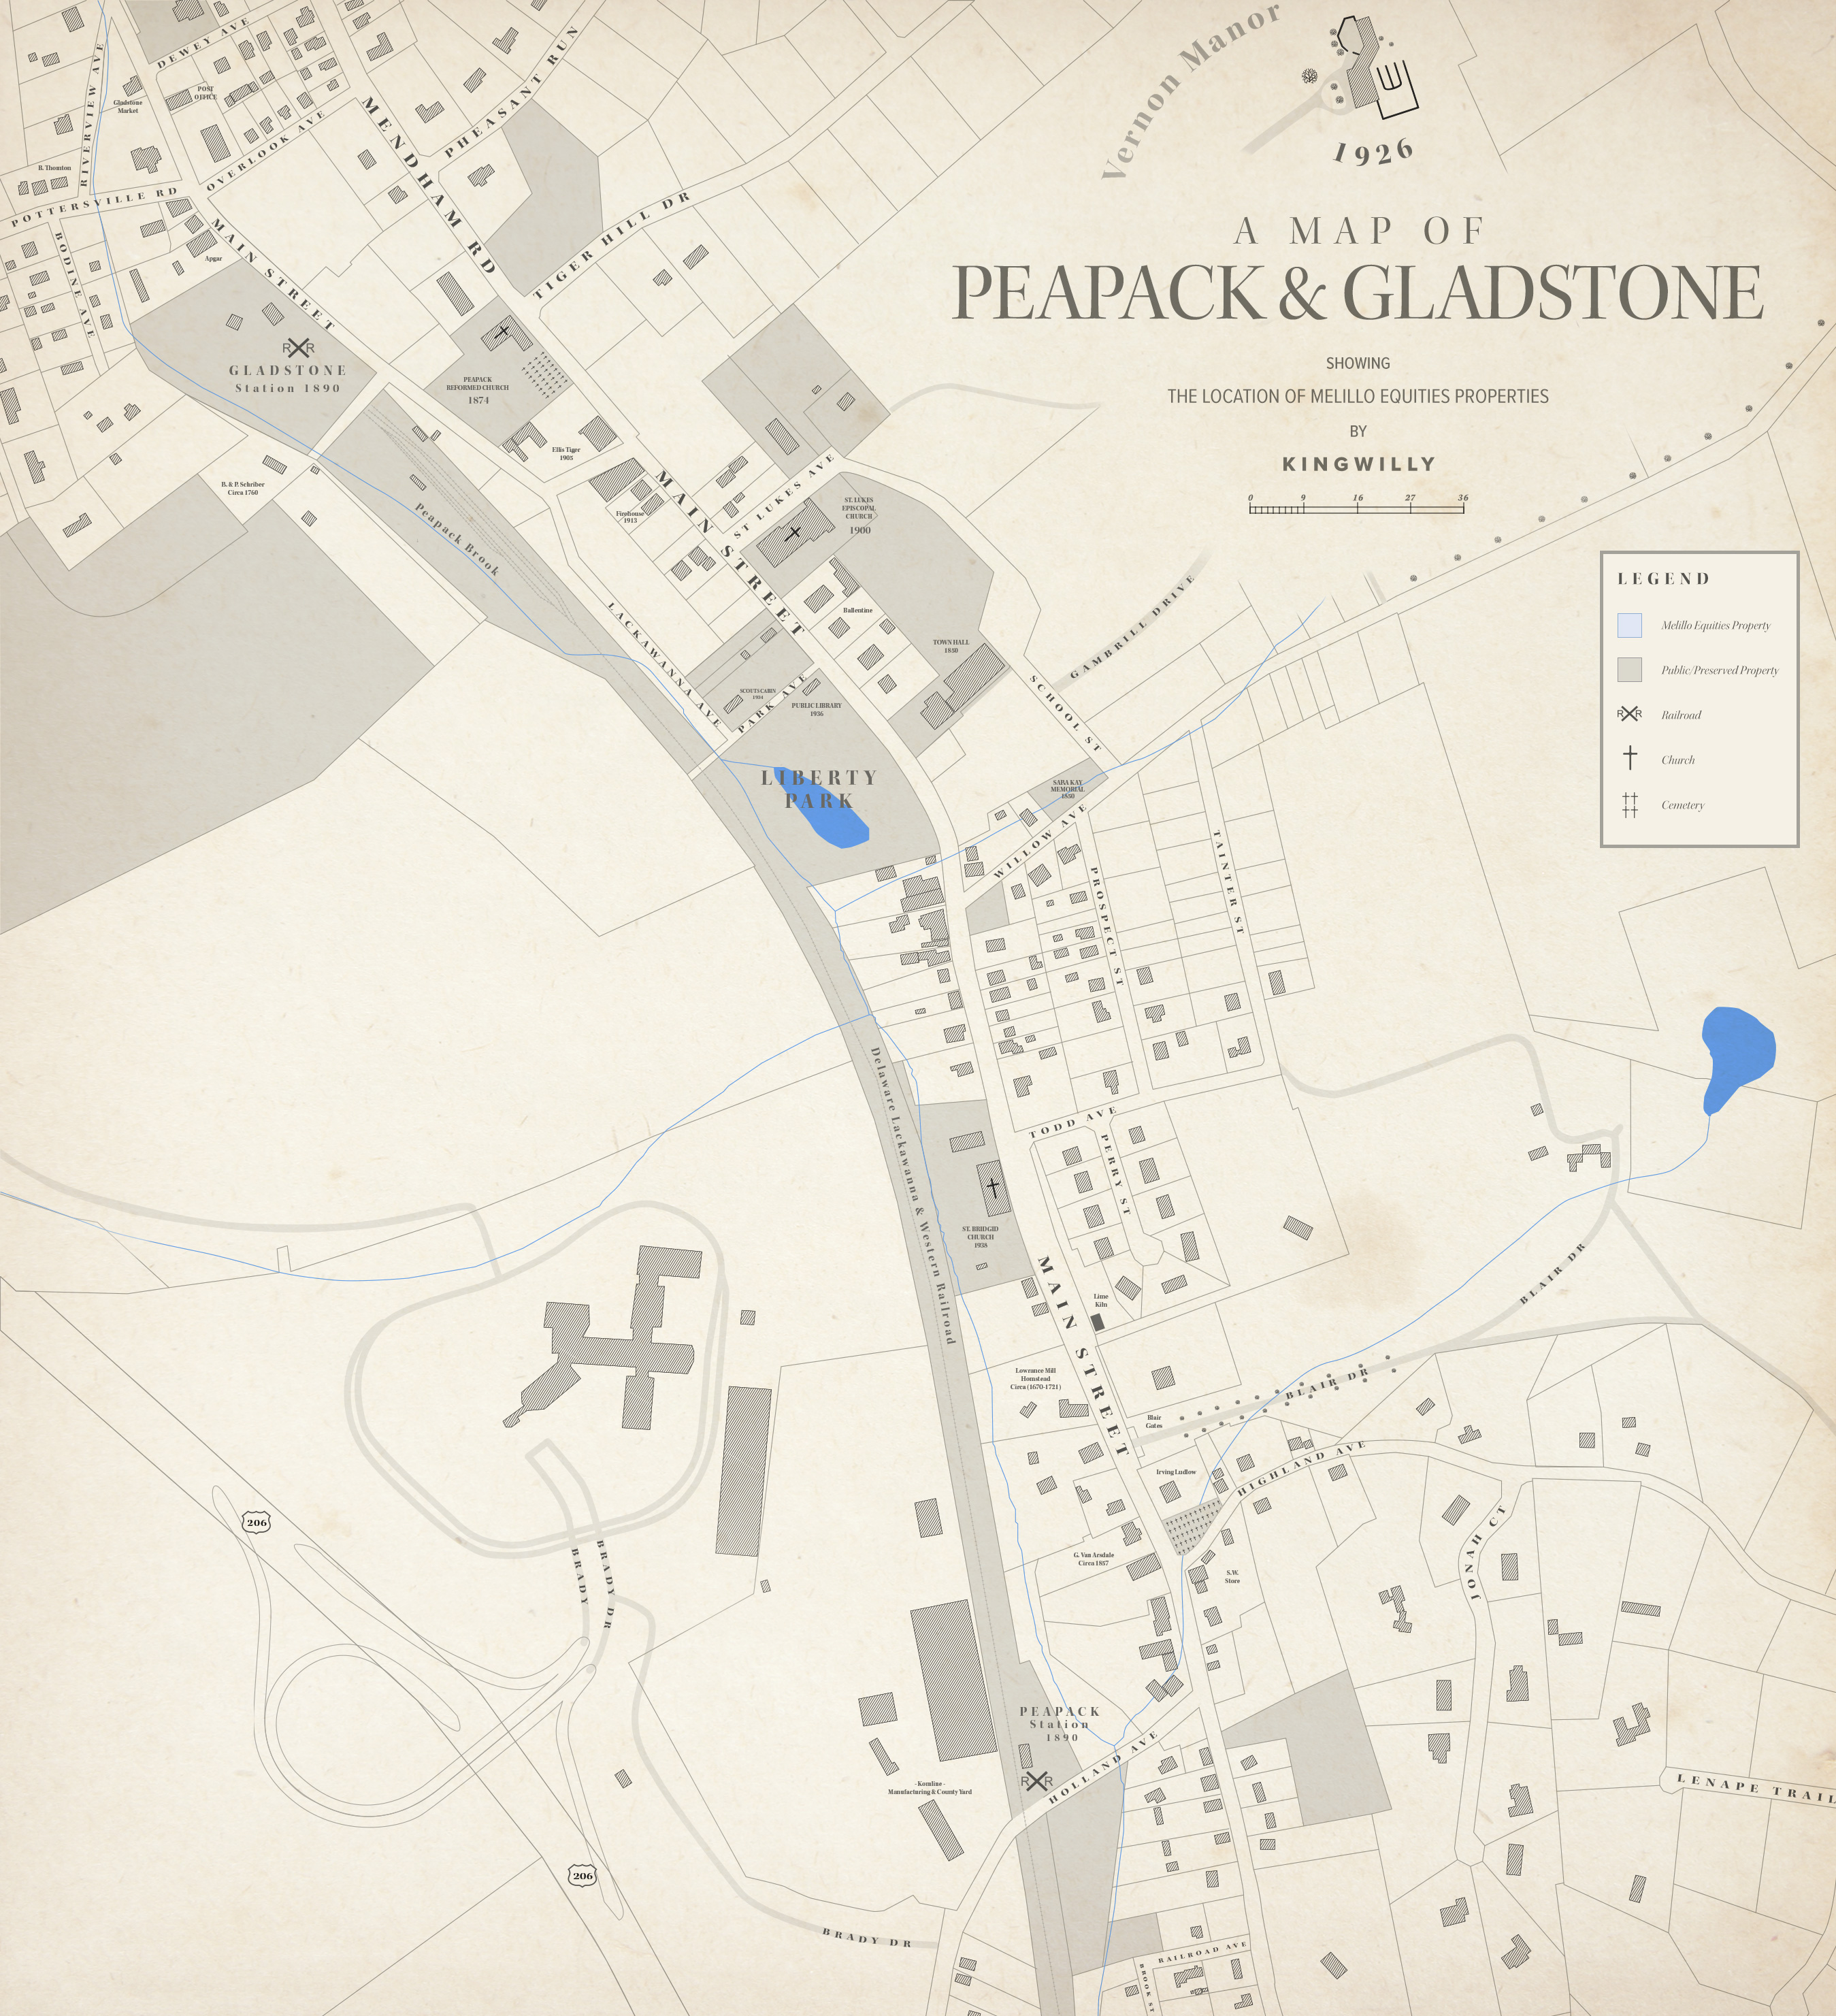 Vernon Manor
1926
A MAP OF
PEAPACK & GLADSTONE
SHOWING
THE LOCATION OF MELILLO EQUITIES PROPERTIES
BY
KINGWILLY
0 9 16 27 36
LEGEND
Melillo Equities Property
Public/Preserved Property
R R Railroad
Church
Cemetery
DEWEY AVE
RIVERVIEW AVE
Gladstone
Market
POST
OFFICE
OVERLOOK AVE
B. Thomton
POTTERSVILLE RD
BODINE AVE
MAIN STREET
Apgar
MENDHAM RD
PHEASANT RUN
TIGER HILL DR
R R
GLADSTONE
Station 1890
PEAPACK
REFORMED CHURCH
1874
Ellis Tiger
1903
B. & P. Schriber
Circa 1760
Peapack Brook
Firehouse
1913
MAIN STREET
ST LUKES AVE
ST. LUKES
EPISCOPAL
CHURCH
1900
Ballentine
LACKAWANNA AVE
TOWN HALL
1858
SCOUTS CABIN
1934
PARK AVE
PUBLIC LIBRARY
1936
GAMBRILL DRIVE
SCHOOL ST
LIBERTY
PARK
SARA KAY
MEMORIAL
1850
WILLOW AVE
PROSPECT ST
TAINTER ST
Delaware Lackawanna & Western Railroad
TODD AVE
PERRY ST
ST. BRIDGID
CHURCH
1938
MAIN STREET
Lime
Kiln
BLAIR DR
Lowrance Mill
Homstead
Circa (1670-1721)
BLAIR DR
Blair
Gates
Irving Ludlow
HIGHLAND AVE
JONAH CT
G. Van Arsdale
Circa 1857
S.W.
Store
206
BRADY
BRADY DR
PEAPACK
Station
1890
R R
HOLLAND AVE
- Komline -
Manufacturing & County Yard
LENAPE TRAIL
206
BRADY DR
RAILROAD AVE
BROOK ST